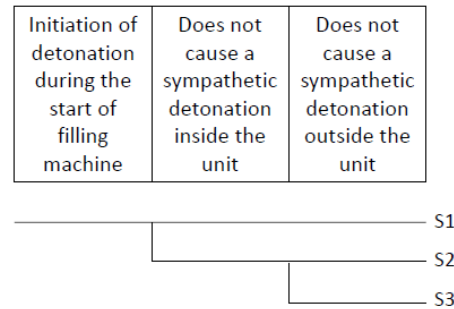 Initiation of
detonation
during the
start of
filling
machine
Does not
cause a
sympathetic
detonation
inside the
unit
Does not
cause a
sympathetic
detonation
outside the
unit
S1
S2
S3